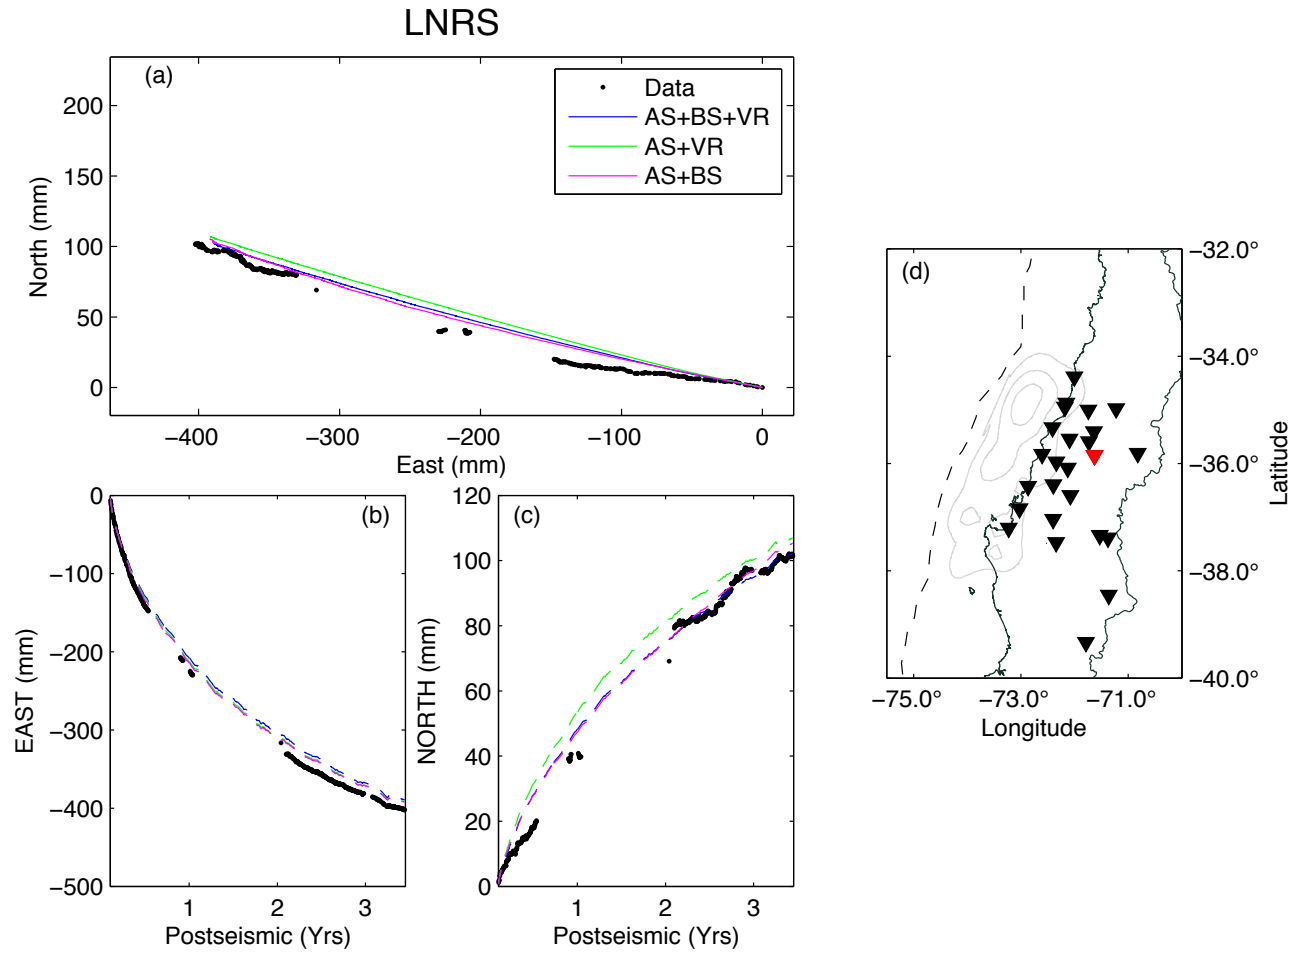 LNRS
(a)
Data
AS+BS+VR
AS+VR
AS+BS
200
150
100
50
0
North (mm)
−400 −300 −200 −100 0
East (mm)
(b)
0
−100
−200
−300
−400
−500
EAST (mm)
1 2 3
Postseismic (Yrs)
(c)
120
100
80
60
40
20
0
NORTH (mm)
1 2 3
Postseismic (Yrs)
(d)
−32.0°
−34.0°
−36.0°
−38.0°
−40.0°
Latitude
−75.0° −73.0° −71.0°
Longitude